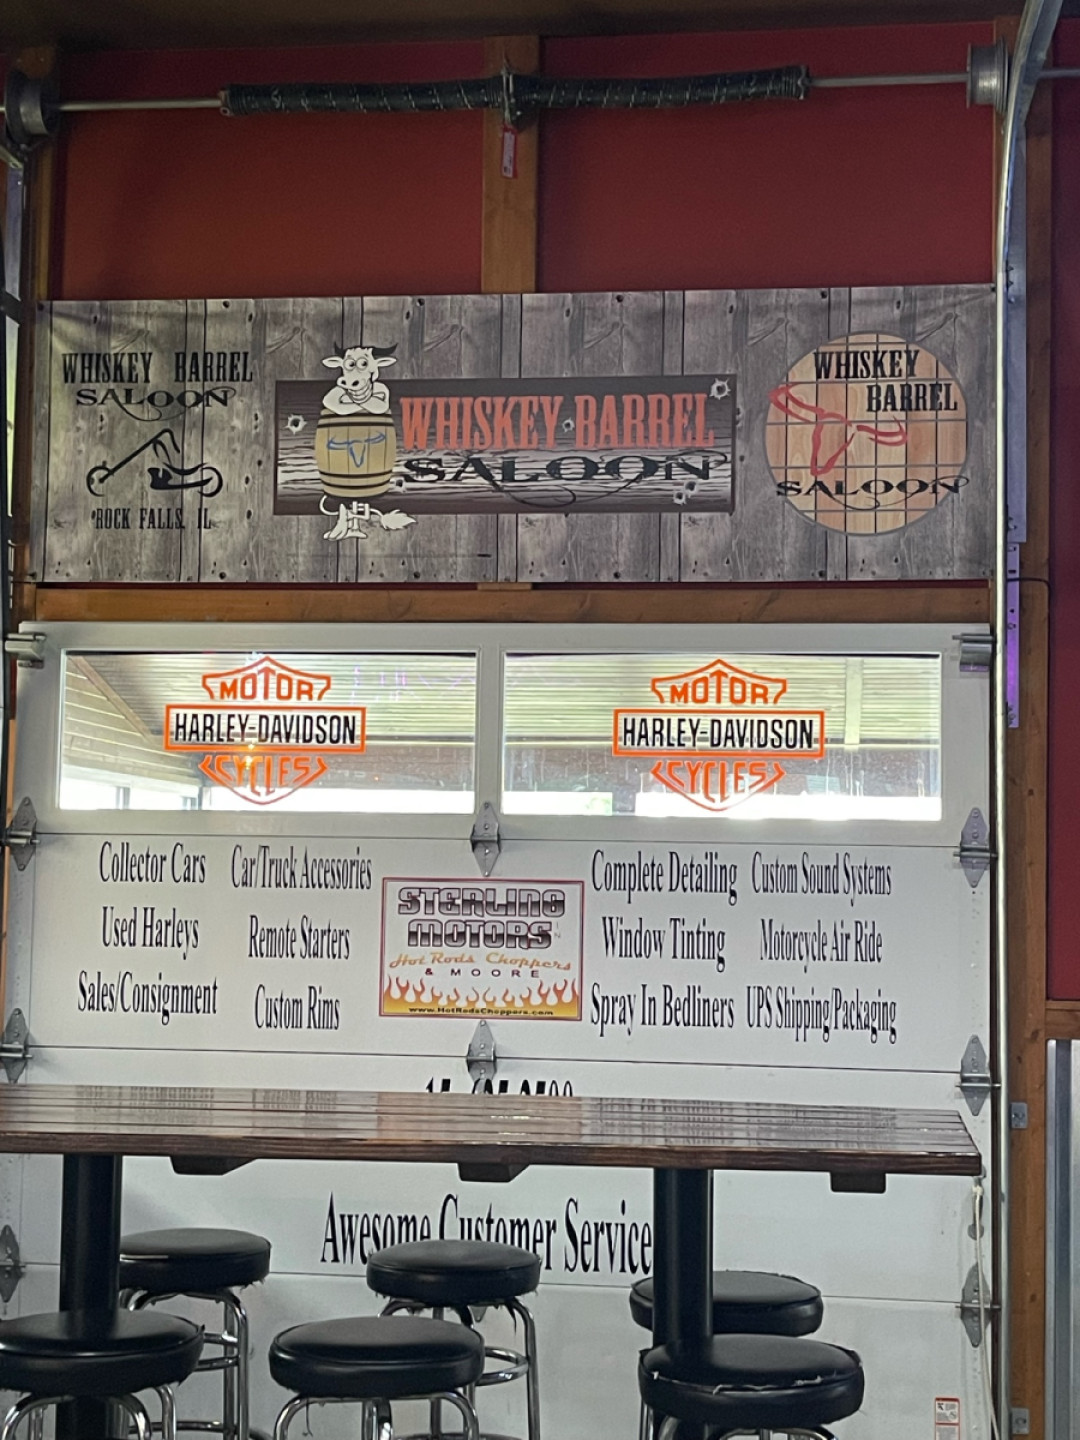 WHISKEY BARREL
SALOON
ROCK FALLS, IL
WHISKEY BARREL
SALOON
WHISKEY
BARREL
SALOON
MOTOR
HARLEY-DAVIDSON
CYCLES
MOTOR
HARLEY-DAVIDSON
CYCLES
Collector Cars
Used Harleys
Sales/Consignment
Car/Truck Accessories
Remote Starters
Custom Rims
STERLING
MOTORS
Hot Rods Choppers
& MOORE
www.HotRodsChoppers.com
Complete Detailing
Window Tinting
Spray In Bedliners
Custom Sound Systems
Motorcycle Air Ride
UPS Shipping/Packaging
Awesome Customer Service